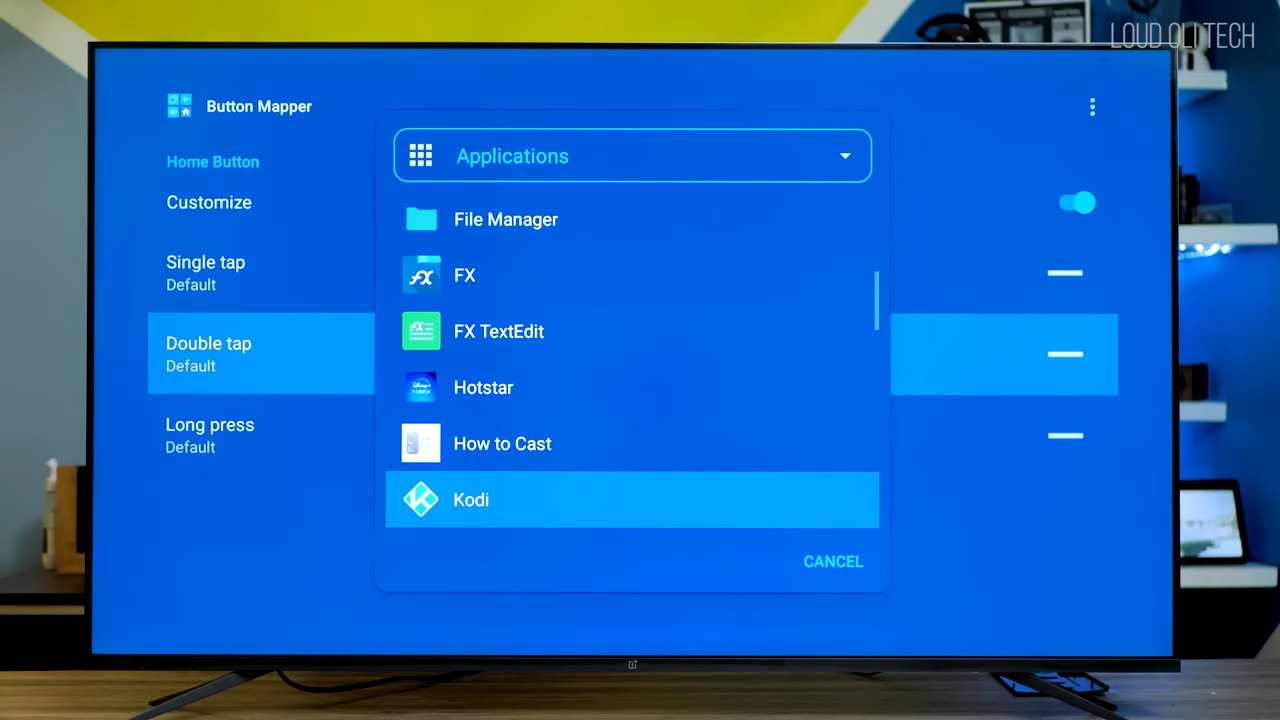 LOUD OLI TECH
Button Mapper
Home Button
Customize
Single tap
Default
Double tap
Default
Long press
Default
Applications
File Manager
FX
FX TextEdit
Hotstar
How to Cast
Kodi
CANCEL